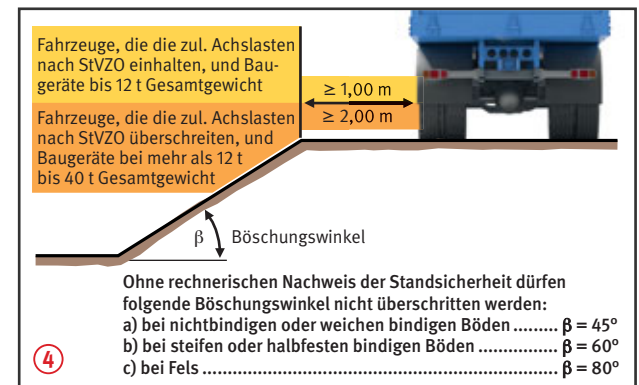 Fahrzeuge, die die zul. Achslasten
nach StVZO einhalten, und Bau-
geräte bis 12 t Gesamtgewicht
≥ 1,00 m
Fahrzeuge, die die zul. Achslasten
nach StVZO überschreiten, und
Baugeräte bei mehr als 12 t
bis 40 t Gesamtgewicht
≥ 2,00 m
β Böschungswinkel
Ohne rechnerischen Nachweis der Standsicherheit dürfen
folgende Böschungswinkel nicht überschritten werden:
a) bei nichtbindigen oder weichen bindigen Böden ......... β = 45°
b) bei steifen oder halbfesten bindigen Böden ................ β = 60°
c) bei Fels ............................................................... β = 80°
4